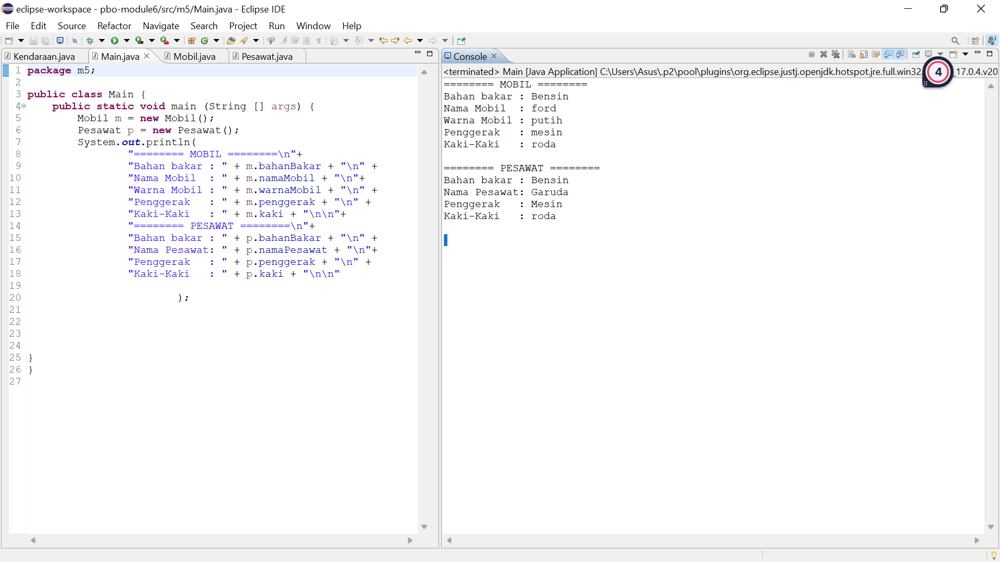 eclipse-workspace - pbo-module6/src/m5/Main.java - Eclipse IDE
File Edit Source Refactor Navigate Search Project Run Window Help
Kendaraan.java Main.java Mobil.java Pesawat.java
1 package m5;
2
3 public class Main {
4 public static void main (String [] args) {
5 Mobil m = new Mobil();
6 Pesawat p = new Pesawat();
7 System.out.println(
8 "======== MOBIL ========\n"+
9 "Bahan bakar : " + m.bahanBakar + "\n" +
10 "Nama Mobil  : " + m.namaMobil + "\n"+
11 "Warna Mobil : " + m.warnaMobil + "\n" +
12 "Penggerak   : " + m.penggerak + "\n" +
13 "Kaki-Kaki   : " + m.kaki + "\n\n"+
14 "======== PESAWAT ========\n"+
15 "Bahan bakar : " + p.bahanBakar + "\n" +
16 "Nama Pesawat: " + p.namaPesawat + "\n"+
17 "Penggerak   : " + p.penggerak + "\n" +
18 "Kaki-Kaki   : " + p.kaki + "\n\n"
19
20 );
21
22
23
24
25 }
26 }
27
Console
<terminated> Main [Java Application] C:\Users\Asus\.p2\pool\plugins\org.eclipse.justj.openjdk.hotspot.jre.full.win32 _17.0.4.v20
4
======== MOBIL ========
Bahan bakar : Bensin
Nama Mobil  : ford
Warna Mobil : putih
Penggerak   : mesin
Kaki-Kaki   : roda
======== PESAWAT ========
Bahan bakar : Bensin
Nama Pesawat: Garuda
Penggerak   : Mesin
Kaki-Kaki   : roda